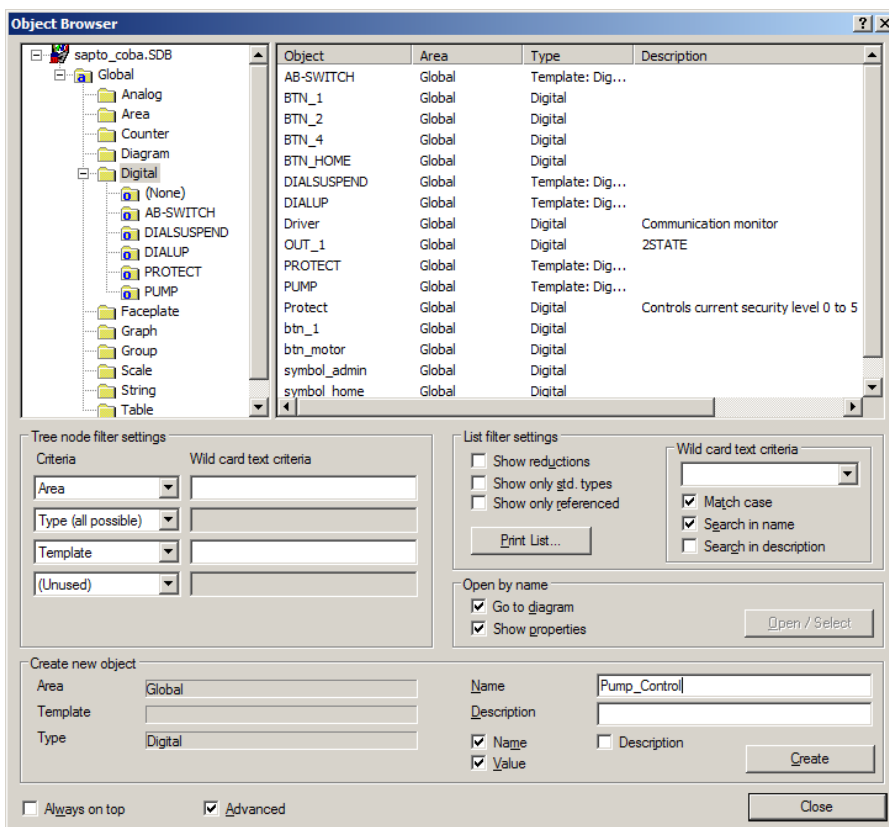 Object Browser
sapto_coba.SDB
Global
Analog
Area
Counter
Diagram
Digital
(None)
AB-SWITCH
DIALSUSPEND
DIALUP
PROTECT
PUMP
Faceplate
Graph
Group
Scale
String
Table
Object Area Type Description
AB-SWITCH Global Template: Dig...
BTN_1 Global Digital
BTN_2 Global Digital
BTN_4 Global Digital
BTN_HOME Global Digital
DIALSUSPEND Global Template: Dig...
DIALUP Global Template: Dig...
Driver Global Digital Communication monitor
OUT_1 Global Digital 2STATE
PROTECT Global Template: Dig...
PUMP Global Template: Dig...
Protect Global Digital Controls current security level 0 to 5
btn_1 Global Digital
btn_motor Global Digital
symbol_admin Global Digital
symbol_home Global Digital
Tree node filter settings
Criteria Wild card text criteria
Area
Type (all possible)
Template
(Unused)
List filter settings
Show reductions
Show only std. types
Show only referenced
Print List...
Wild card text criteria
Match case
Search in name
Search in description
Open by name
Go to diagram
Show properties
Open / Select
Create new object
Area Global
Template
Type Digital
Name Pump_Control
Description
Name Description
Value
Create
Always on top Advanced
Close